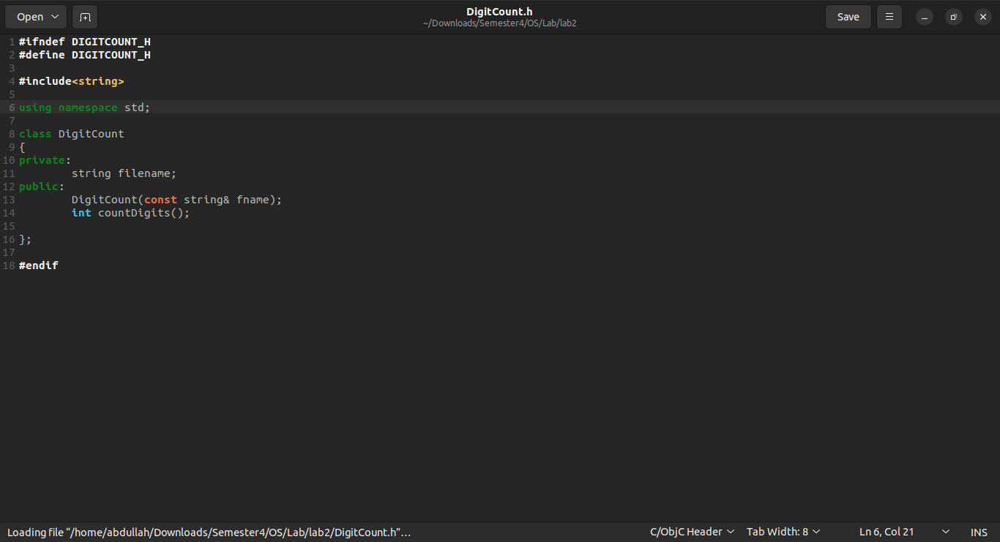 Open
DigitCount.h
~/Downloads/Semester4/OS/Lab/lab2
Save
1 #ifndef DIGITCOUNT_H
2 #define DIGITCOUNT_H
3
4 #include<string>
5
6 using namespace std;
7
8 class DigitCount
9 {
10 private:
11 string filename;
12 public:
13 DigitCount(const string& fname);
14 int countDigits();
15
16 };
17
18 #endif
Loading file “/home/abdullah/Downloads/Semester4/OS/Lab/lab2/DigitCount.h”…
C/ObjC Header
Tab Width: 8
Ln 6, Col 21
INS